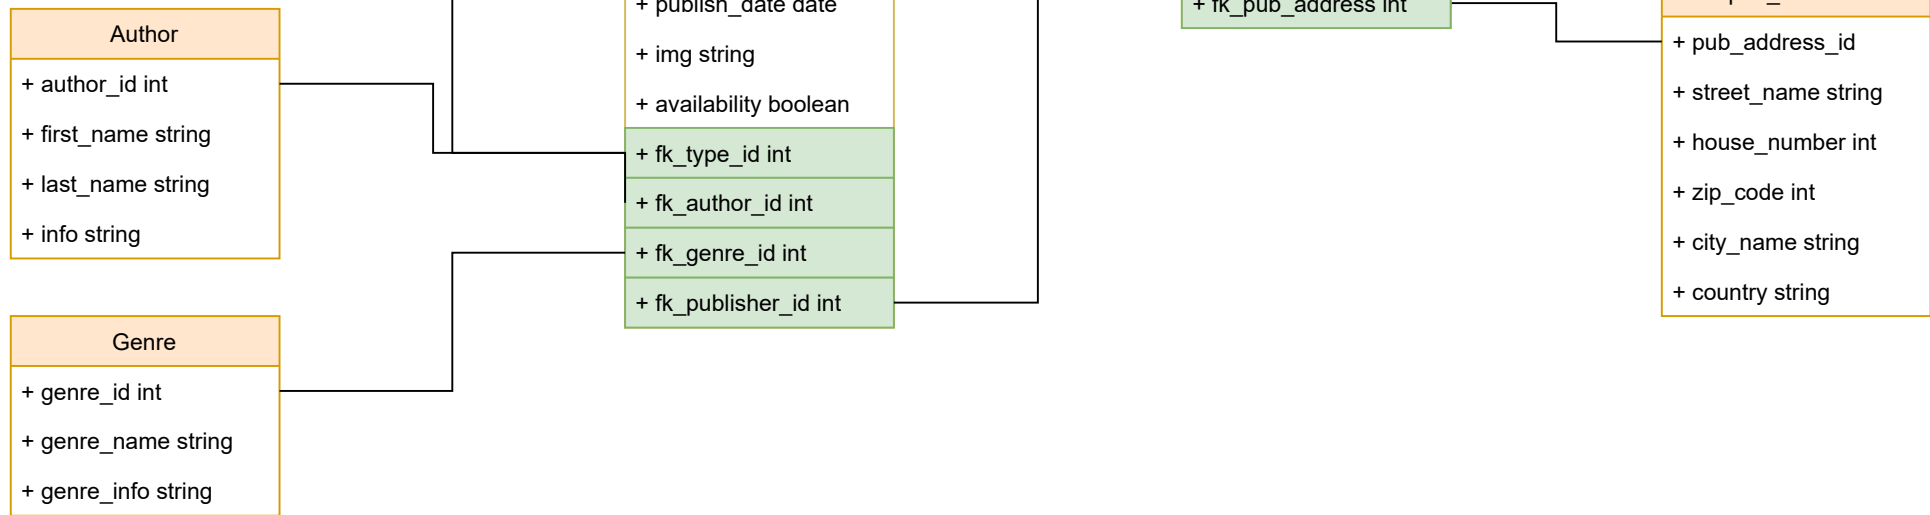 Author
+ author_id int
+ first_name string
+ last_name string
+ info string
Genre
+ genre_id int
+ genre_name string
+ genre_info string
+ publish_date date
+ img string
+ availability boolean
+ fk_type_id int
+ fk_author_id int
+ fk_genre_id int
+ fk_publisher_id int
+ fk_pub_address int
+ pub_address_id
+ street_name string
+ house_number int
+ zip_code int
+ city_name string
+ country string